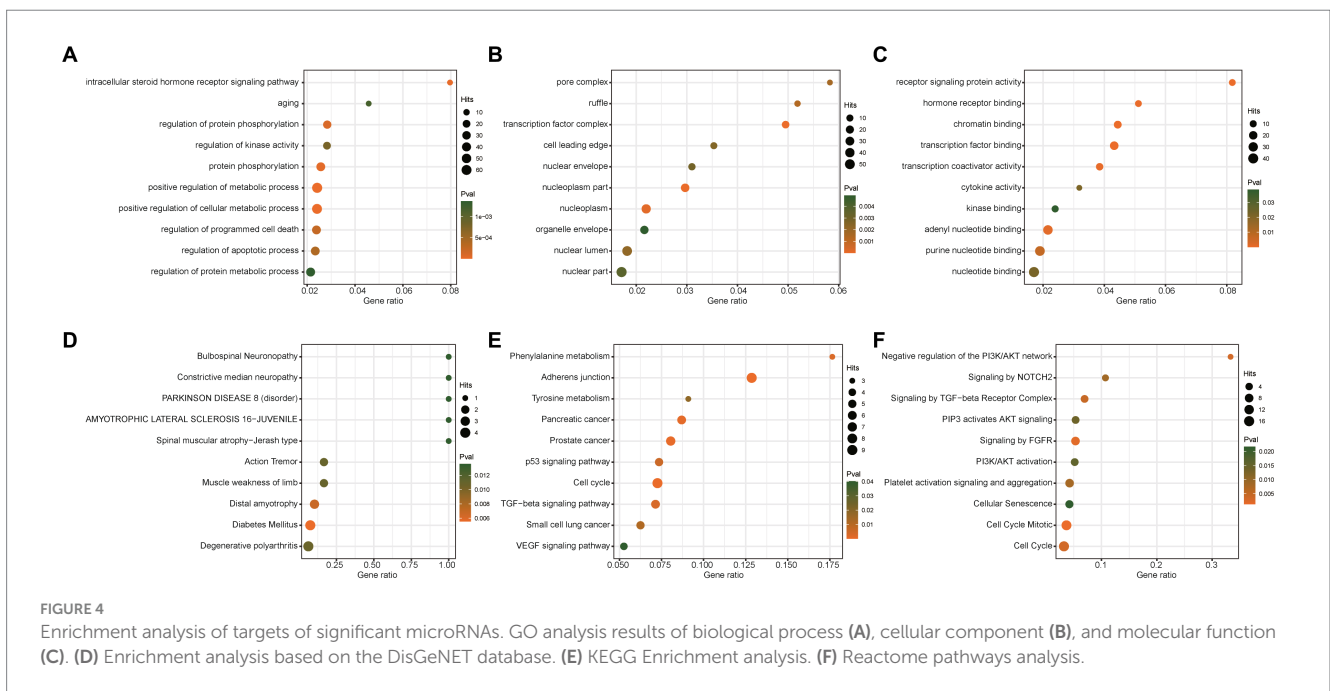 A
intracellular steroid hormone receptor signaling pathway
aging
regulation of protein phosphorylation
regulation of kinase activity
protein phosphorylation
positive regulation of metabolic process
positive regulation of cellular metabolic process
regulation of programmed cell death
regulation of apoptotic process
regulation of protein metabolic process
0.02 0.04 0.06 0.08
Gene ratio
Hits
10
20
30
40
50
60
Pval
1e−03
5e−04
B
pore complex
ruffle
transcription factor complex
cell leading edge
nuclear envelope
nucleoplasm part
nucleoplasm
organelle envelope
nuclear lumen
nuclear part
0.02 0.03 0.04 0.05 0.06
Gene ratio
Hits
10
20
30
40
50
Pval
0.004
0.003
0.002
0.001
C
receptor signaling protein activity
hormone receptor binding
chromatin binding
transcription factor binding
transcription coactivator activity
cytokine activity
kinase binding
adenyl nucleotide binding
purine nucleotide binding
nucleotide binding
0.02 0.04 0.06 0.08
Gene ratio
Hits
10
20
30
40
Pval
0.03
0.02
0.01
D
Bulbospinal Neuronopathy
Constrictive median neuropathy
PARKINSON DISEASE 8 (disorder)
AMYOTROPHIC LATERAL SCLEROSIS 16−JUVENILE
Spinal muscular atrophy−Jerash type
Action Tremor
Muscle weakness of limb
Distal amyotrophy
Diabetes Mellitus
Degenerative polyarthritis
0.25 0.50 0.75 1.00
Gene ratio
Hits
1
2
3
4
Pval
0.012
0.010
0.008
0.006
E
Phenylalanine metabolism
Adherens junction
Tyrosine metabolism
Pancreatic cancer
Prostate cancer
p53 signaling pathway
Cell cycle
TGF−beta signaling pathway
Small cell lung cancer
VEGF signaling pathway
0.050 0.075 0.100 0.125 0.150 0.175
Gene ratio
Hits
3
4
5
6
7
8
9
Pval
0.04
0.03
0.02
0.01
F
Negative regulation of the PI3K/AKT network
Signaling by NOTCH2
Signaling by TGF−beta Receptor Complex
PIP3 activates AKT signaling
Signaling by FGFR
PI3K/AKT activation
Platelet activation signaling and aggregation
Cellular Senescence
Cell Cycle Mitotic
Cell Cycle
0.1 0.2 0.3
Gene ratio
Hits
4
8
12
16
Pval
0.020
0.015
0.010
0.005
FIGURE 4
Enrichment analysis of targets of significant microRNAs. GO analysis results of biological process (A), cellular component (B), and molecular function
(C). (D) Enrichment analysis based on the DisGeNET database. (E) KEGG Enrichment analysis. (F) Reactome pathways analysis.